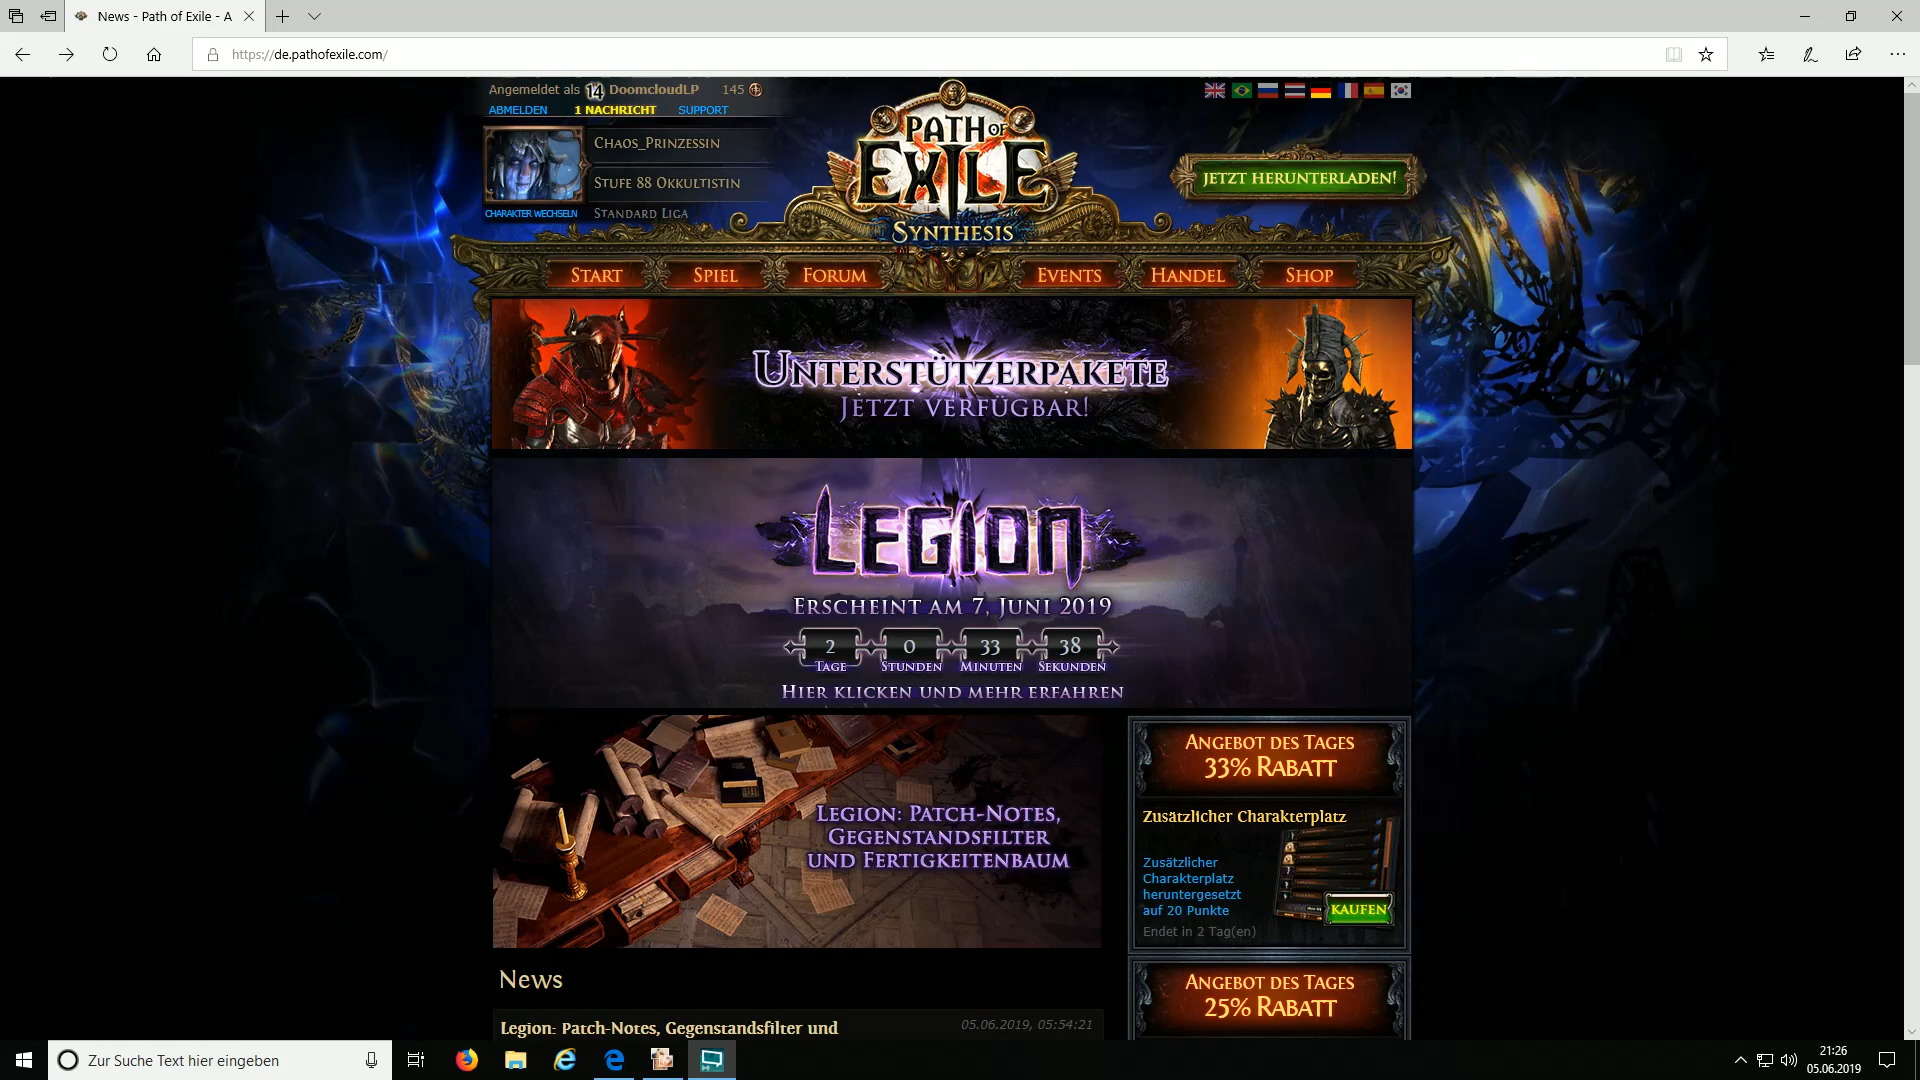 News - Path of Exile - A
https://de.pathofexile.com/
Angemeldet als 14 DoomcloudLP 145
ABMELDEN 1 NACHRICHT SUPPORT
Chaos_Prinzessin
Stufe 88 Okkultistin
CHARAKTER WECHSELN Standard Liga
PATH OF
EXILE
SYNTHESIS
JETZT HERUNTERLADEN!
START SPIEL FORUM EVENTS HANDEL SHOP
UNTERSTÜTZERPAKETE
JETZT VERFÜGBAR!
LEGION
ERSCHEINT AM 7. JUNI 2019
2 0 33 38
TAGE STUNDEN MINUTEN SEKUNDEN
HIER KLICKEN UND MEHR ERFAHREN
LEGION: PATCH-NOTES,
GEGENSTANDSFILTER
UND FERTIGKEITENBAUM
ANGEBOT DES TAGES
33% RABATT
Zusätzlicher Charakterplatz
Zusätzlicher
Charakterplatz
heruntergesetzt
auf 20 Punkte
KAUFEN
Endet in 2 Tag(en)
ANGEBOT DES TAGES
25% RABATT
News
Legion: Patch-Notes, Gegenstandsfilter und
05.06.2019, 05:54:21
Zur Suche Text hier eingeben
21:26
05.06.2019